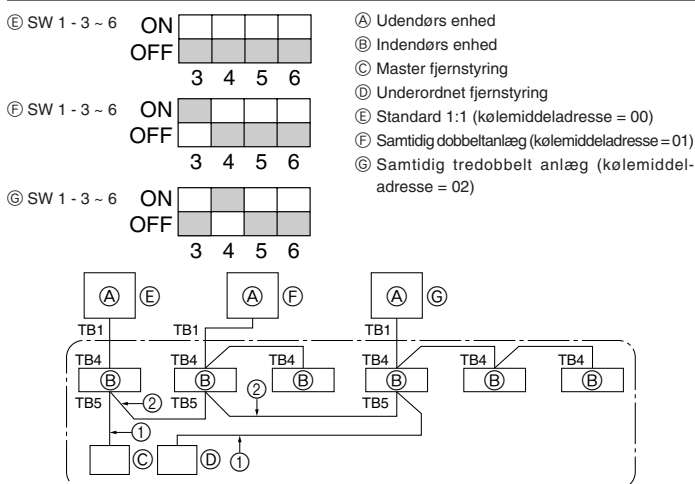 Ⓔ SW 1 - 3 ~ 6 ON
OFF
3 4 5 6
Ⓕ SW 1 - 3 ~ 6 ON
OFF
3 4 5 6
Ⓖ SW 1 - 3 ~ 6 ON
OFF
3 4 5 6
Ⓐ Udendørs enhed
Ⓑ Indendørs enhed
Ⓒ Master fjernstyring
Ⓓ Underordnet fjernstyring
Ⓔ Standard 1:1 (kølemiddeladresse = 00)
Ⓕ Samtidig dobbeltanlæg (kølemiddeladresse = 01)
Ⓖ Samtidig tredobbelt anlæg (kølemiddel-
adresse = 02)
Ⓐ Ⓔ Ⓐ Ⓕ Ⓐ Ⓖ
TB1 TB1 TB1
TB4 TB4 TB4 TB4 TB4 TB4
Ⓑ Ⓑ Ⓑ Ⓑ Ⓑ Ⓑ
TB5 ② TB5 ② TB5
①
Ⓒ Ⓓ ①